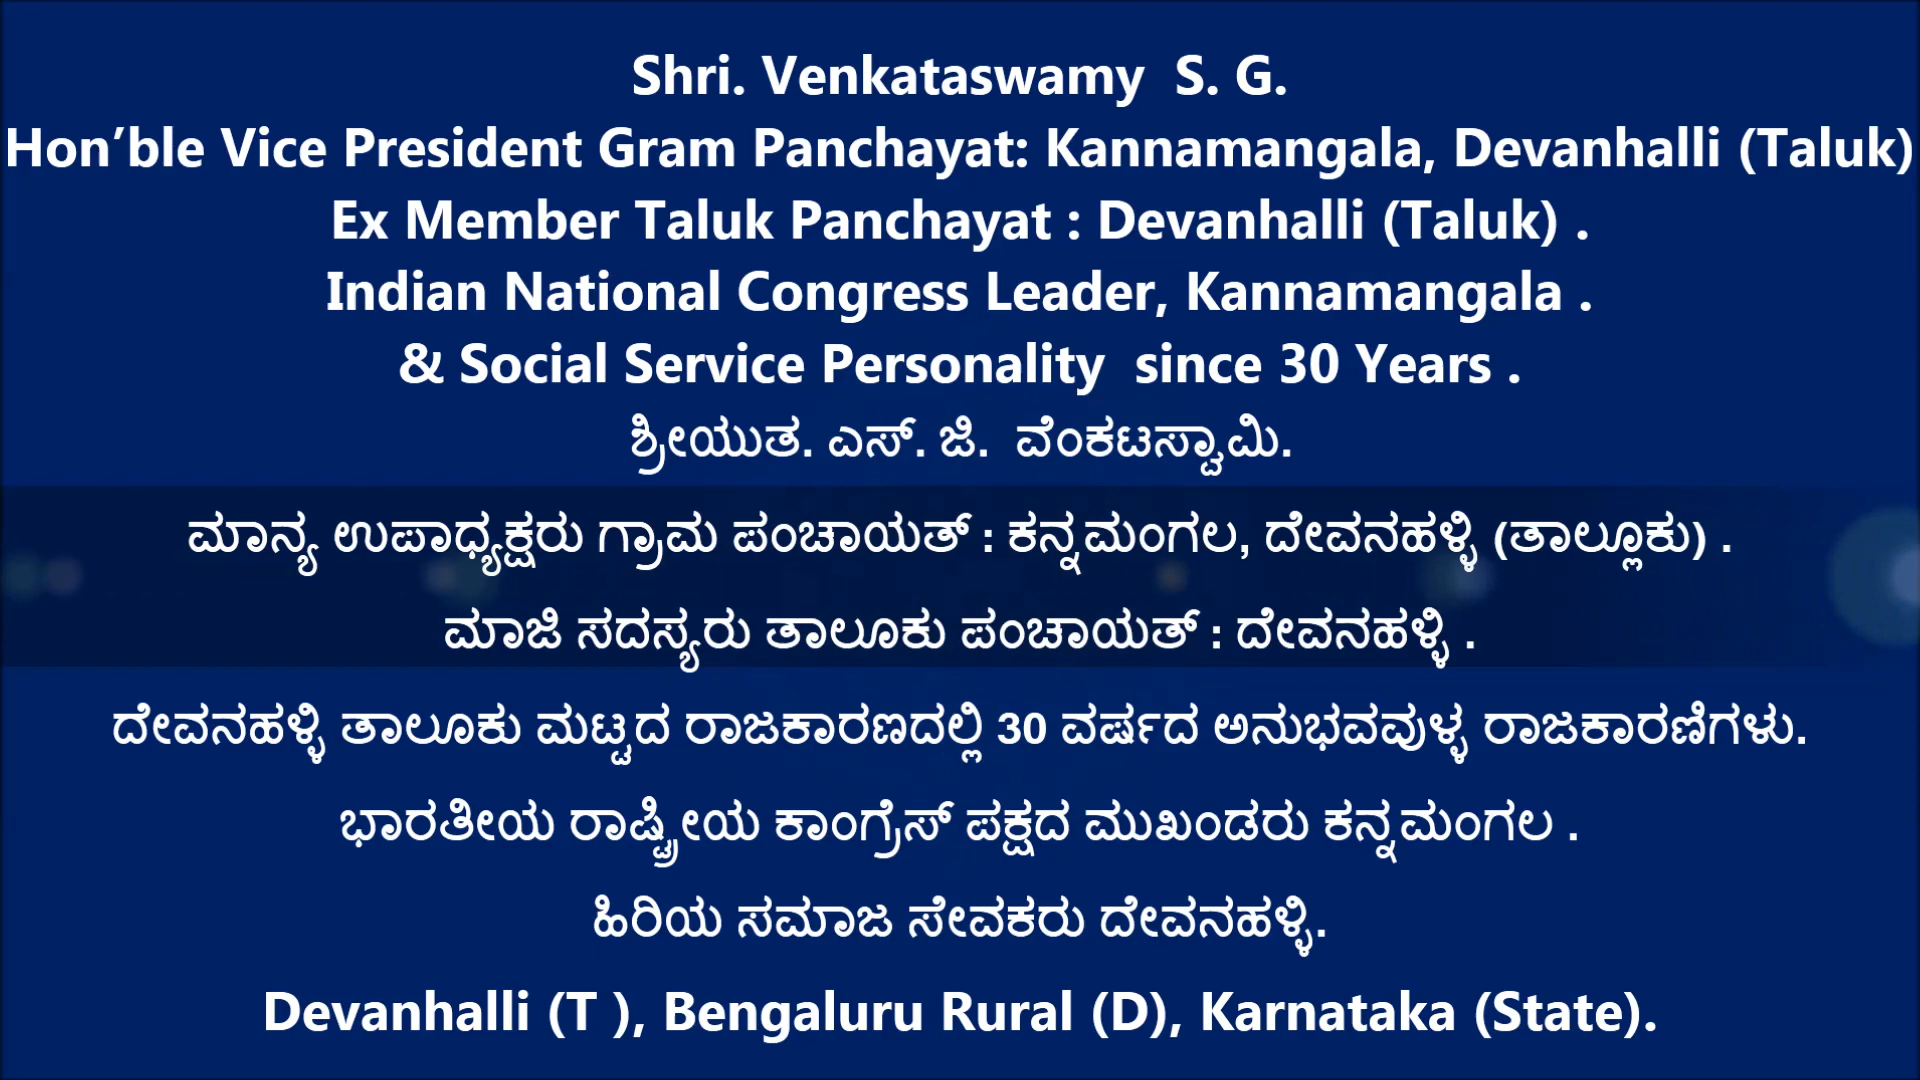 Shri. Venkataswamy  S. G.
Hon’ble Vice President Gram Panchayat: Kannamangala, Devanhalli (Taluk)
Ex Member Taluk Panchayat : Devanhalli (Taluk) .
Indian National Congress Leader, Kannamangala .
& Social Service Personality  since 30 Years .
ಶ್ರೀಯುತ. ಎಸ್. ಜಿ.  ವೆಂಕಟಸ್ವಾಮಿ.
ಮಾನ್ಯ ಉಪಾಧ್ಯಕ್ಷರು ಗ್ರಾಮ ಪಂಚಾಯತ್ : ಕನ್ನಮಂಗಲ, ದೇವನಹಳ್ಳಿ (ತಾಲ್ಲೂಕು) .
ಮಾಜಿ ಸದಸ್ಯರು ತಾಲೂಕು ಪಂಚಾಯತ್ : ದೇವನಹಳ್ಳಿ .
ದೇವನಹಳ್ಳಿ ತಾಲೂಕು ಮಟ್ಟದ ರಾಜಕಾರಣದಲ್ಲಿ 30 ವರ್ಷದ ಅನುಭವವುಳ್ಳ ರಾಜಕಾರಣಿಗಳು.
ಭಾರತೀಯ ರಾಷ್ಟ್ರೀಯ ಕಾಂಗ್ರೆಸ್ ಪಕ್ಷದ ಮುಖಂಡರು ಕನ್ನಮಂಗಲ .
ಹಿರಿಯ ಸಮಾಜ ಸೇವಕರು ದೇವನಹಳ್ಳಿ.
Devanhalli (T ), Bengaluru Rural (D), Karnataka (State).